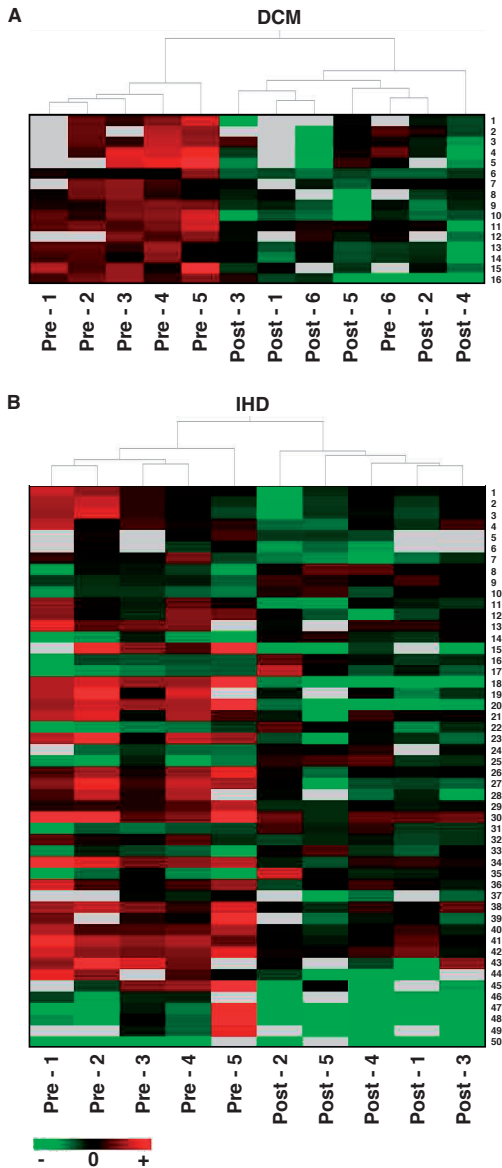 A
DCM
1
2
3
4
5
6
7
8
9
10
11
12
13
14
15
16
Pre - 1
Pre - 2
Pre - 3
Pre - 4
Pre - 5
Post - 3
Post - 1
Post - 6
Post - 5
Pre - 6
Post - 2
Post - 4
B
IHD
1
2
3
4
5
6
7
8
9
10
11
12
13
14
15
16
17
18
19
20
21
22
23
24
25
26
27
28
29
30
31
32
33
34
35
36
37
38
39
40
41
42
43
44
45
46
47
48
49
50
Pre - 1
Pre - 2
Pre - 3
Pre - 4
Pre - 5
Post - 2
Post - 5
Post - 4
Post - 1
Post - 3
- 0 +